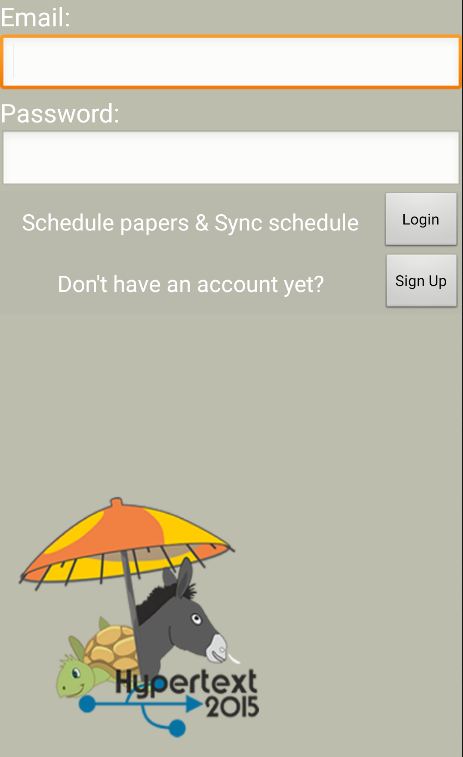 Email:
Password:
Schedule papers & Sync schedule
Login
Don't have an account yet?
Sign Up
Hypertext
2015